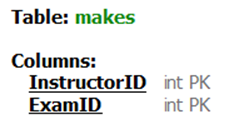 Table: makes
Columns:
InstructorID int PK
ExamID int PK